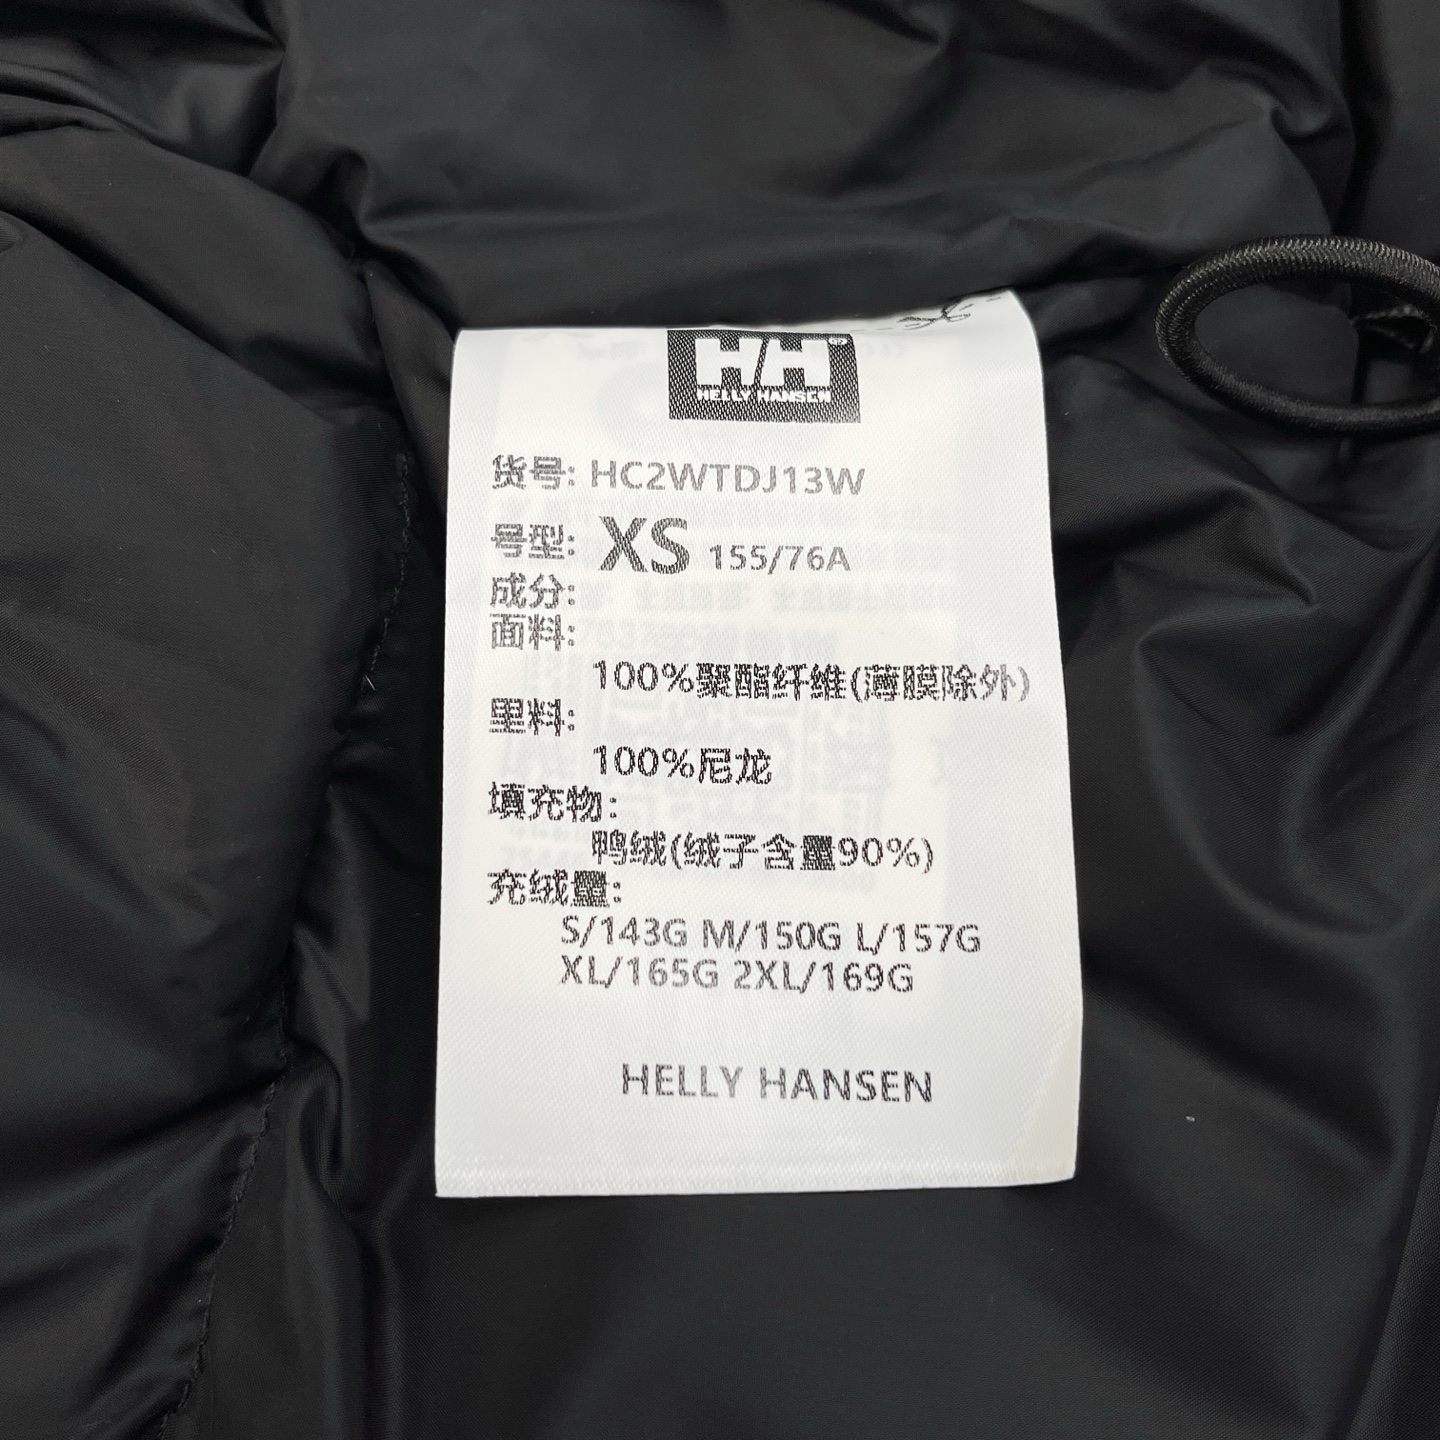 HH
HELLY HANSEN
货号: HC2WTDJ13W
号型: XS 155/76A
成分:
面料:
100%聚酯纤维(薄膜除外)
里料:
100%尼龙
填充物:
鸭绒(绒子含量90%)
充绒量:
S/143G M/150G L/157G
XL/165G 2XL/169G
HELLY HANSEN